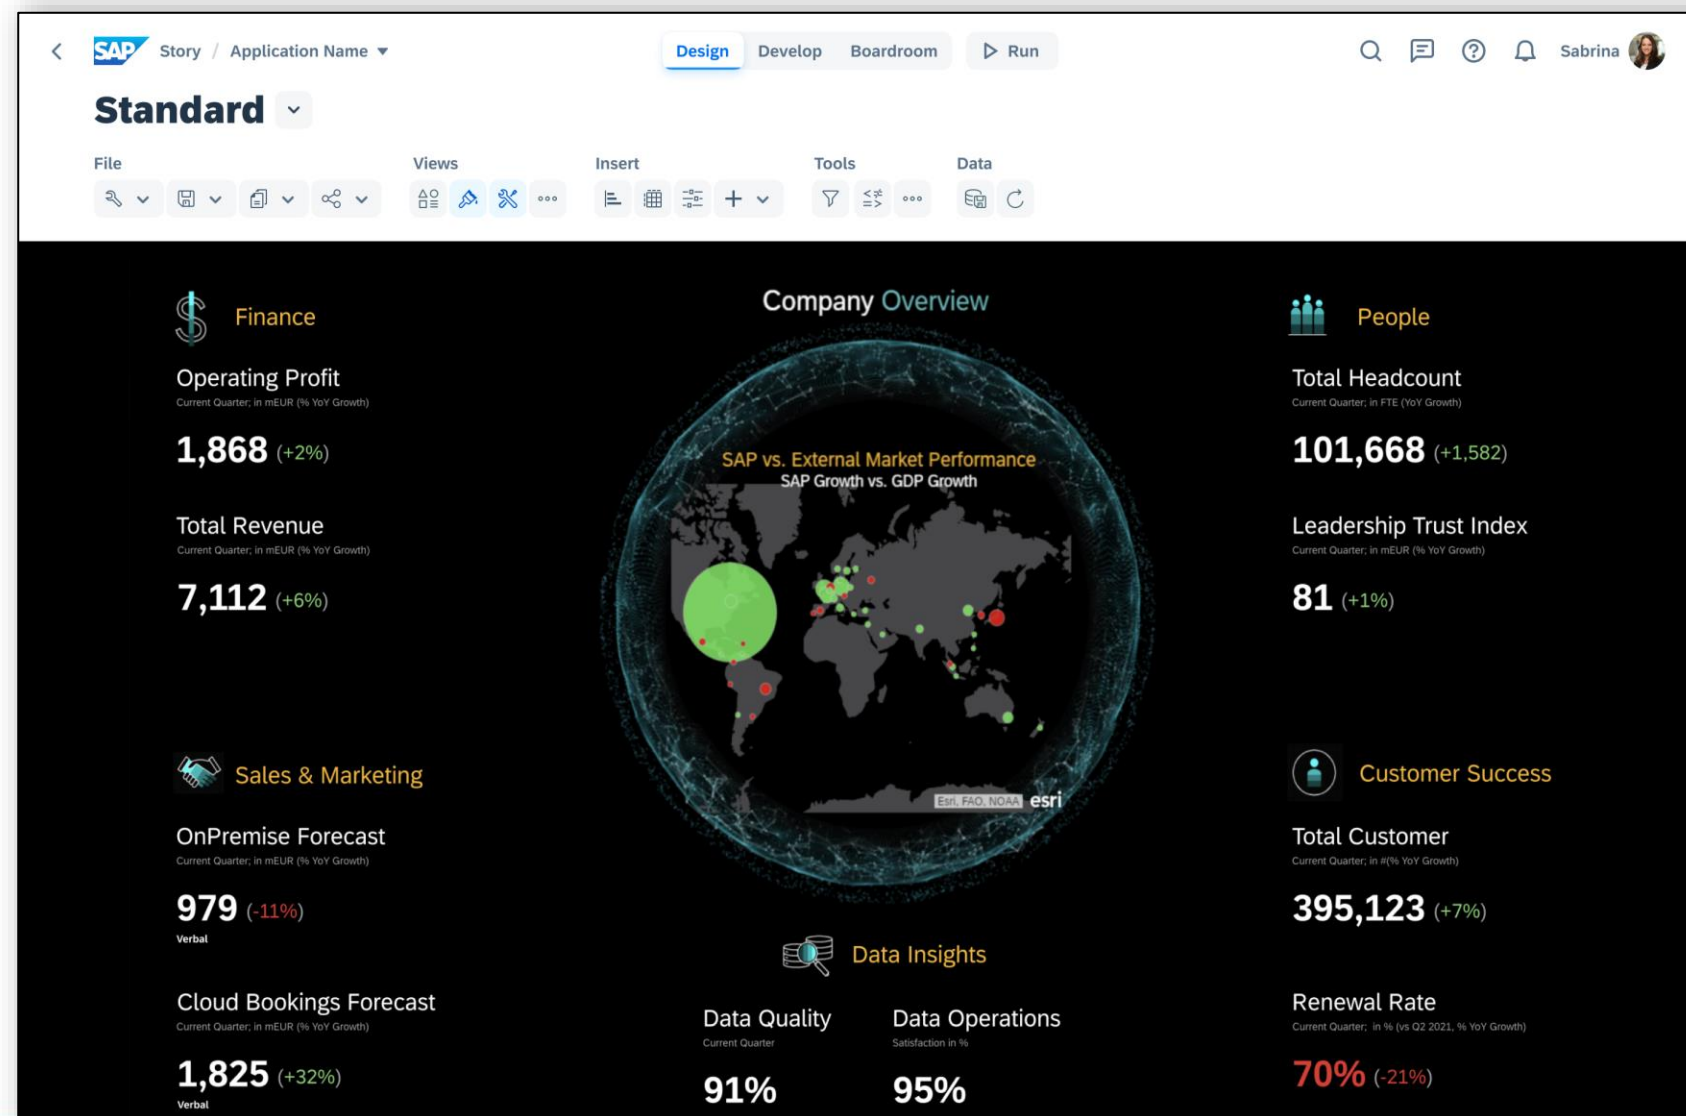 SAP Story / Application Name
Design Develop Boardroom Run
Sabrina
Standard
File Views Insert Tools Data
Finance
Operating Profit
Current Quarter; in mEUR (% YoY Growth)
1,868 (+2%)
Total Revenue
Current Quarter; in mEUR (% YoY Growth)
7,112 (+6%)
Sales & Marketing
OnPremise Forecast
Current Quarter; in mEUR (% YoY Growth)
979 (-11%)
Verbal
Cloud Bookings Forecast
Current Quarter; in mEUR (% YoY Growth)
1,825 (+32%)
Verbal
Company Overview
SAP vs. External Market Performance
SAP Growth vs. GDP Growth
Esri, FAO, NOAA esri
Data Insights
Data Quality
Current Quarter
91%
Data Operations
Satisfaction in %
95%
People
Total Headcount
Current Quarter; in FTE (YoY Growth)
101,668 (+1,582)
Leadership Trust Index
Current Quarter; in mEUR (% YoY Growth)
81 (+1%)
Customer Success
Total Customer
Current Quarter; in #(% YoY Growth)
395,123 (+7%)
Renewal Rate
Current Quarter; in % (vs Q2 2021, % YoY Growth)
70% (-21%)